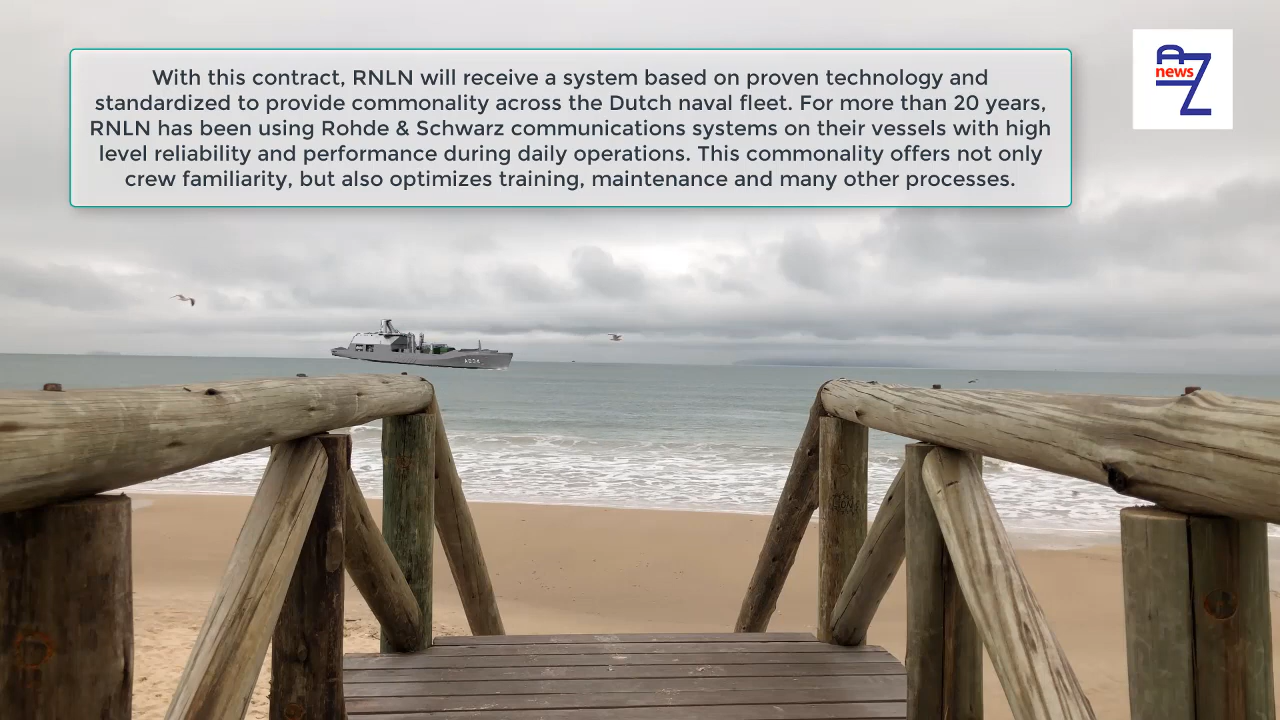 With this contract, RNLN will receive a system based on proven technology and
standardized to provide commonality across the Dutch naval fleet. For more than 20 years,
RNLN has been using Rohde & Schwarz communications systems on their vessels with high
level reliability and performance during daily operations. This commonality offers not only
crew familiarity, but also optimizes training, maintenance and many other processes.
A
news
Z